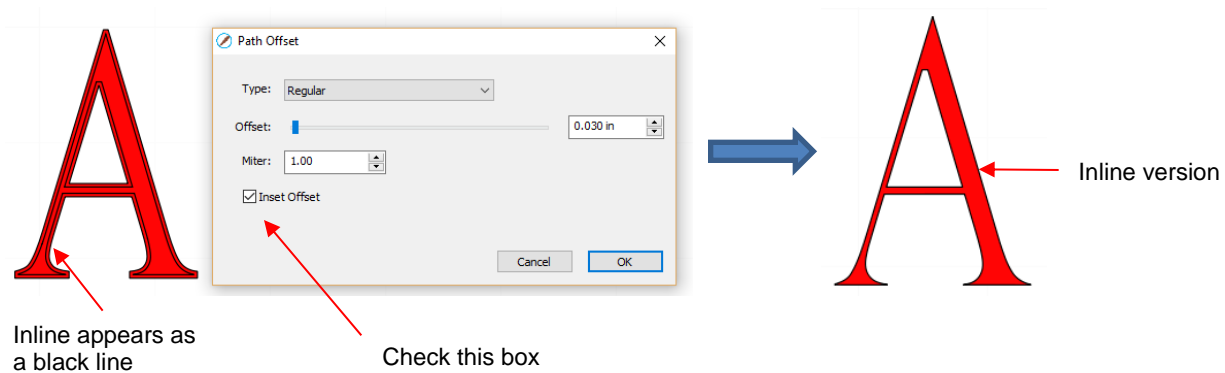 Path Offset
Type: Regular
Offset: 0.030 in
Miter: 1.00
Inset Offset
Cancel OK
A
A
Inline version
Inline appears as
a black line
Check this box